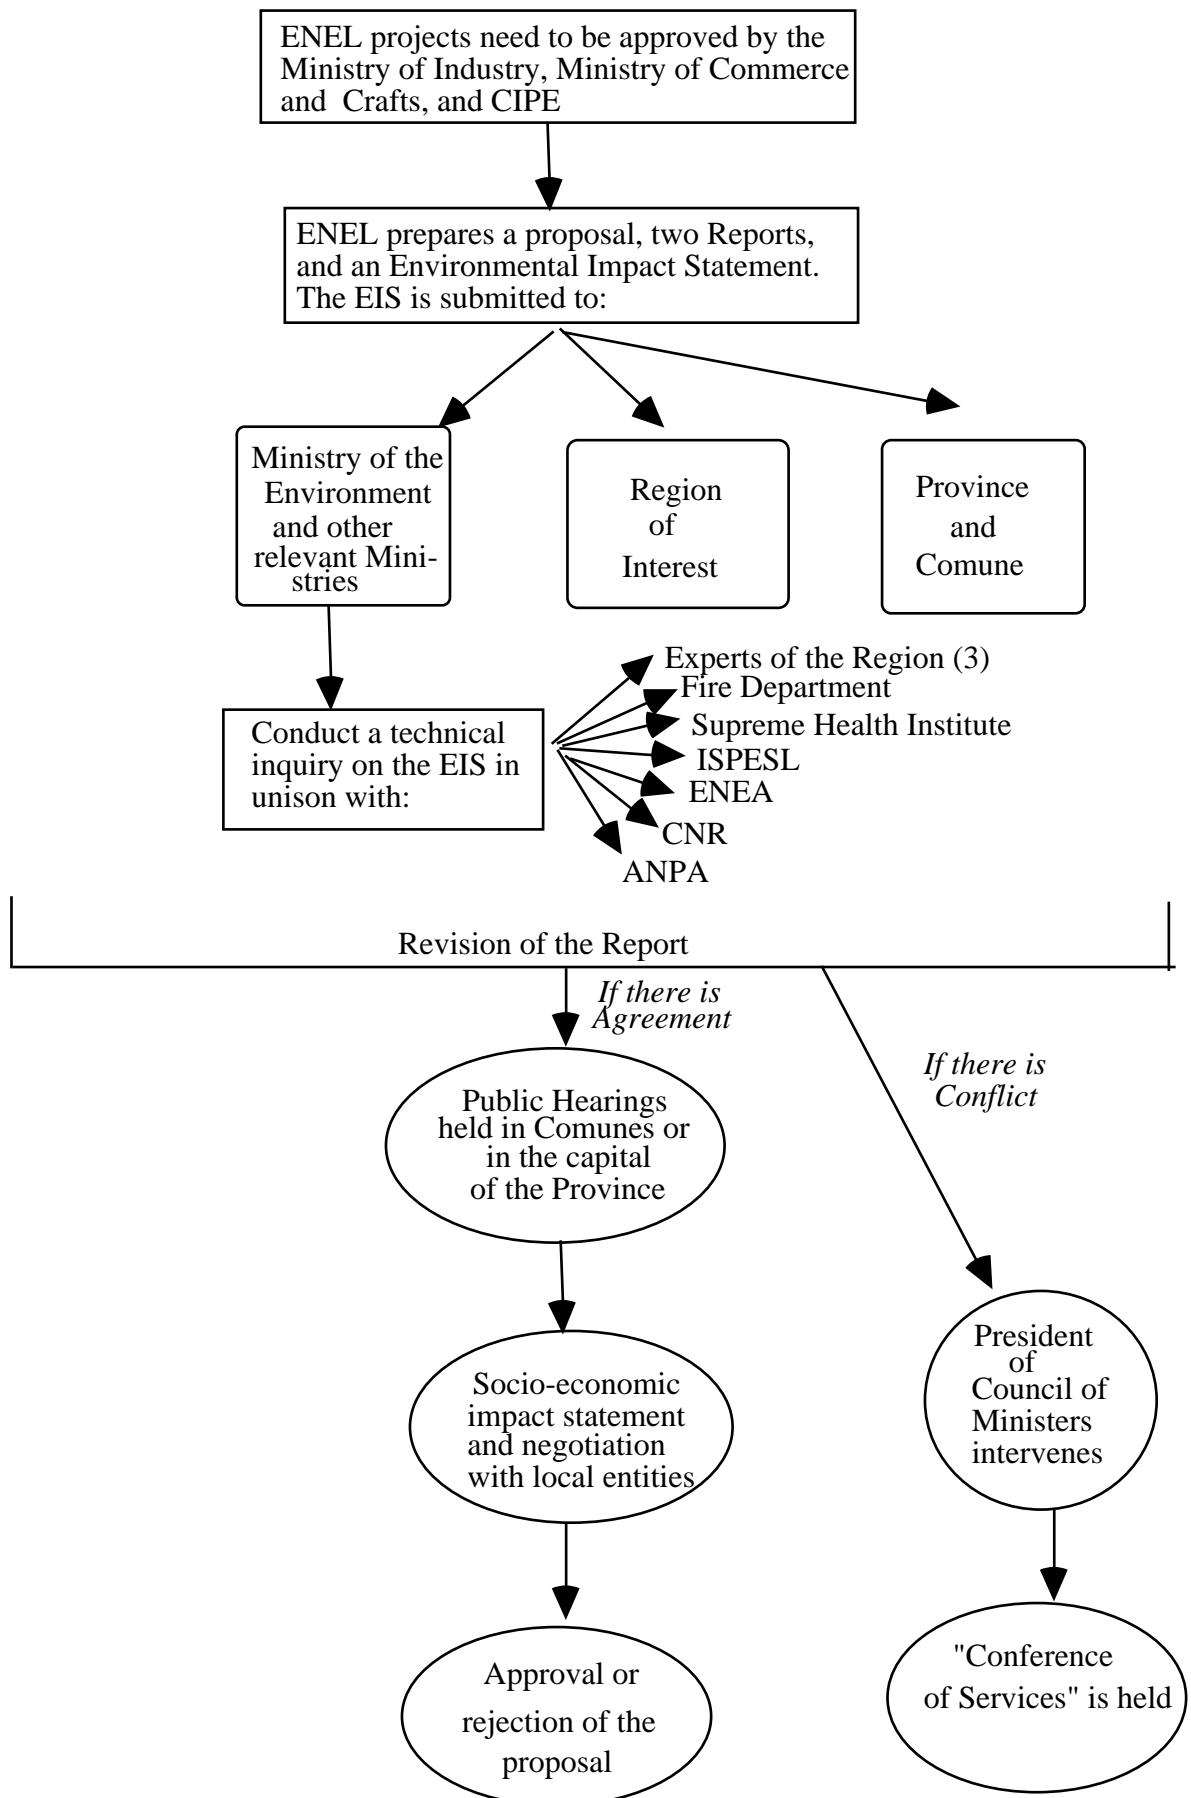 ENEL projects need to be approved by the
Ministry of Industry, Ministry of Commerce
and Crafts, and CIPE
ENEL prepares a proposal, two Reports,
and an Environmental Impact Statement.
The EIS is submitted to:
Ministry of the
Environment
and other
relevant Mini-
stries
Region
of
Interest
Province
and
Comune
Conduct a technical
inquiry on the EIS in
unison with:
Experts of the Region (3)
Fire Department
Supreme Health Institute
ISPESL
ENEA
CNR
ANPA
Revision of the Report
If there is
Agreement
If there is
Conflict
Public Hearings
held in Comunes or
in the capital
of the Province
Socio-economic
impact statement
and negotiation
with local entities
President
of
Council of
Ministers
intervenes
Approval or
rejection of the
proposal
"Conference
of Services" is held